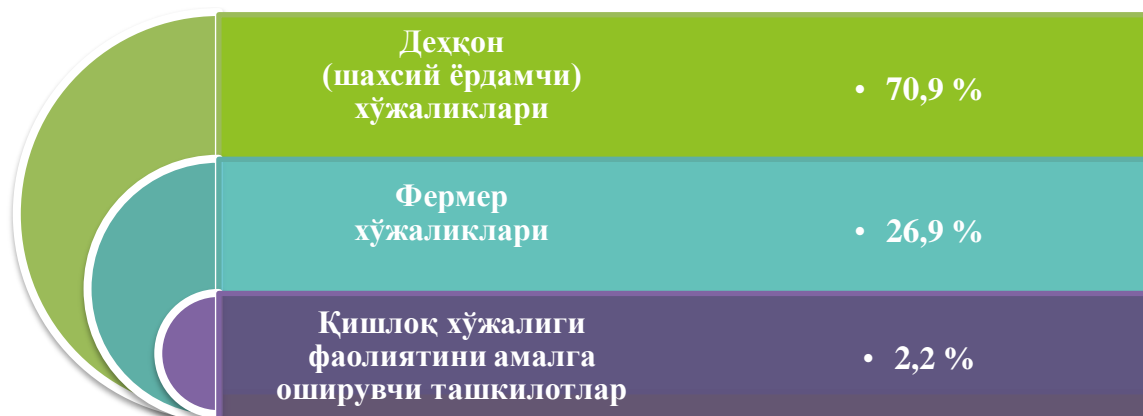 Деҳқон
(шахсий ёрдамчи)
хўжаликлари
• 70,9 %
Фермер
хўжаликлари
• 26,9 %
Қишлоқ хўжалиги
фаолиятини амалга
оширувчи ташкилотлар
• 2,2 %